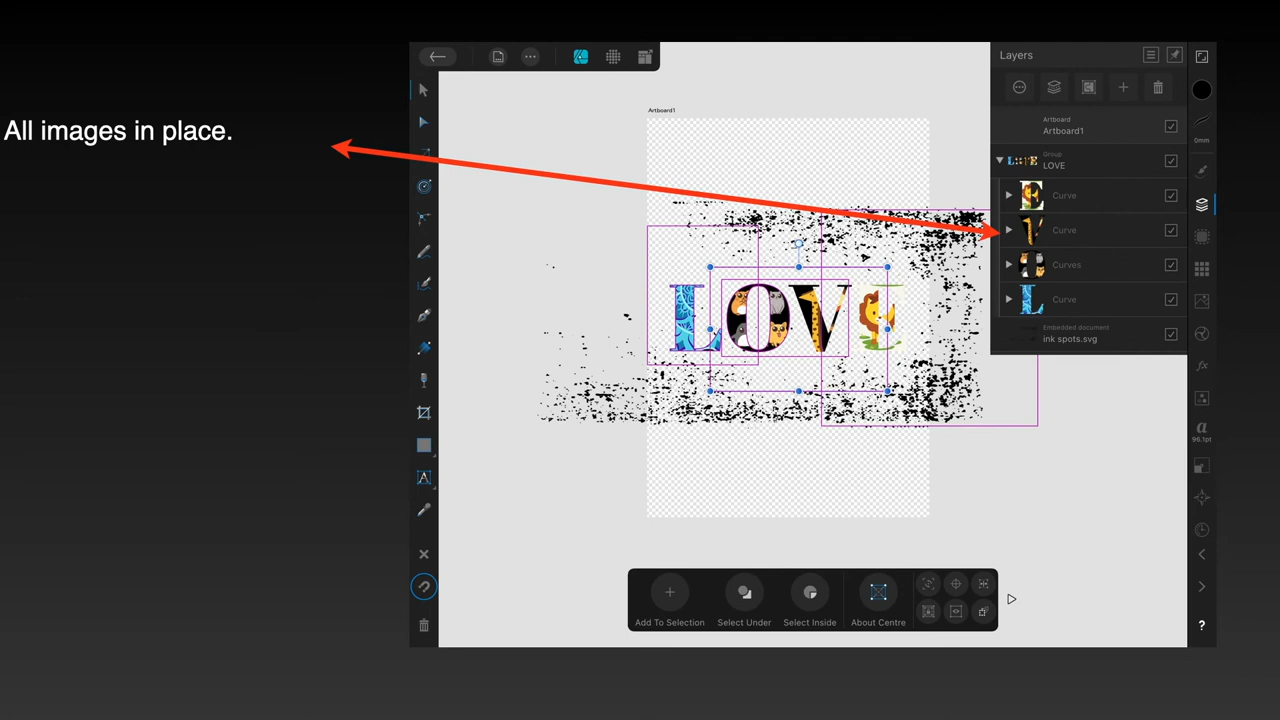 All images in place.
Artboard1
LOVE
Layers
Artboard
Artboard1
Group
LOVE
Curve
Curve
Curves
Curve
Embedded document
ink spots.svg
0mm
fx
a
96.1pt
A
?
Add To Selection
Select Under
Select Inside
About Centre